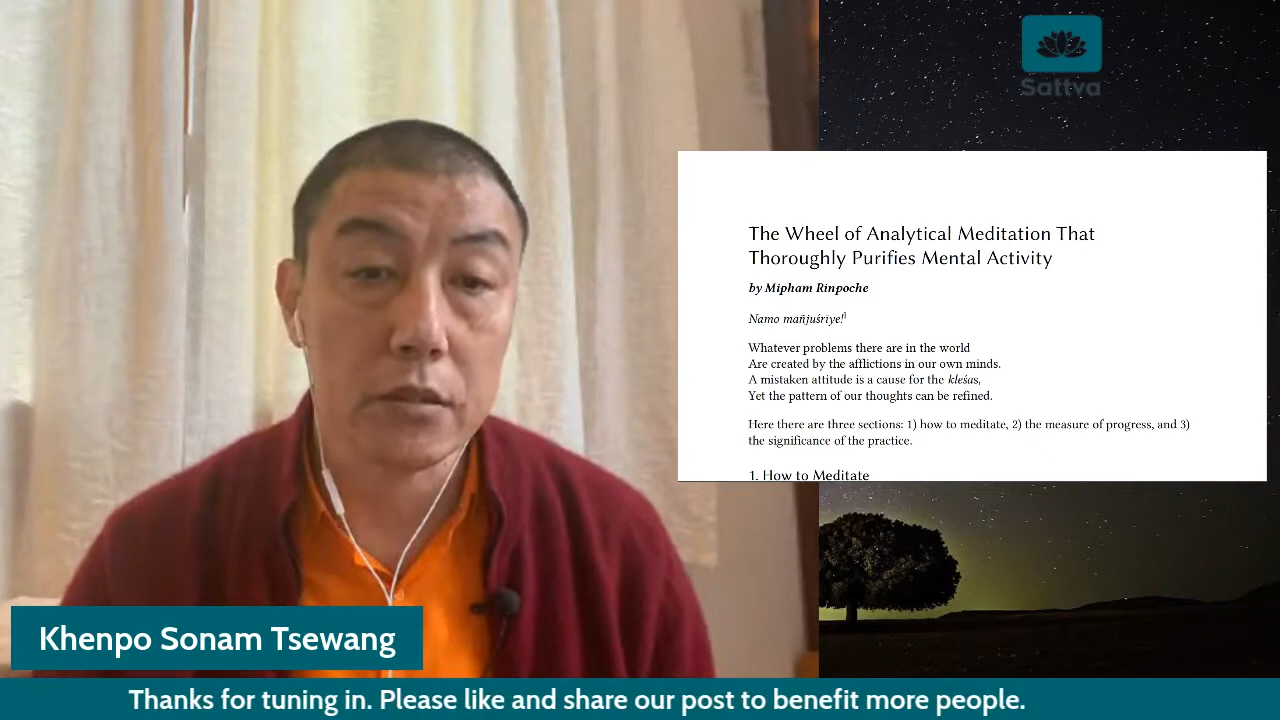 Sattva
The Wheel of Analytical Meditation That
Thoroughly Purifies Mental Activity
by Mipham Rinpoche
Namo mañjuśriye!1
Whatever problems there are in the world
Are created by the afflictions in our own minds.
A mistaken attitude is a cause for the kleśas,
Yet the pattern of our thoughts can be refined.
Here there are three sections: 1) how to meditate, 2) the measure of progress, and 3)
the significance of the practice.
1. How to Meditate
Khenpo Sonam Tsewang
Thanks for tuning in. Please like and share our post to benefit more people.